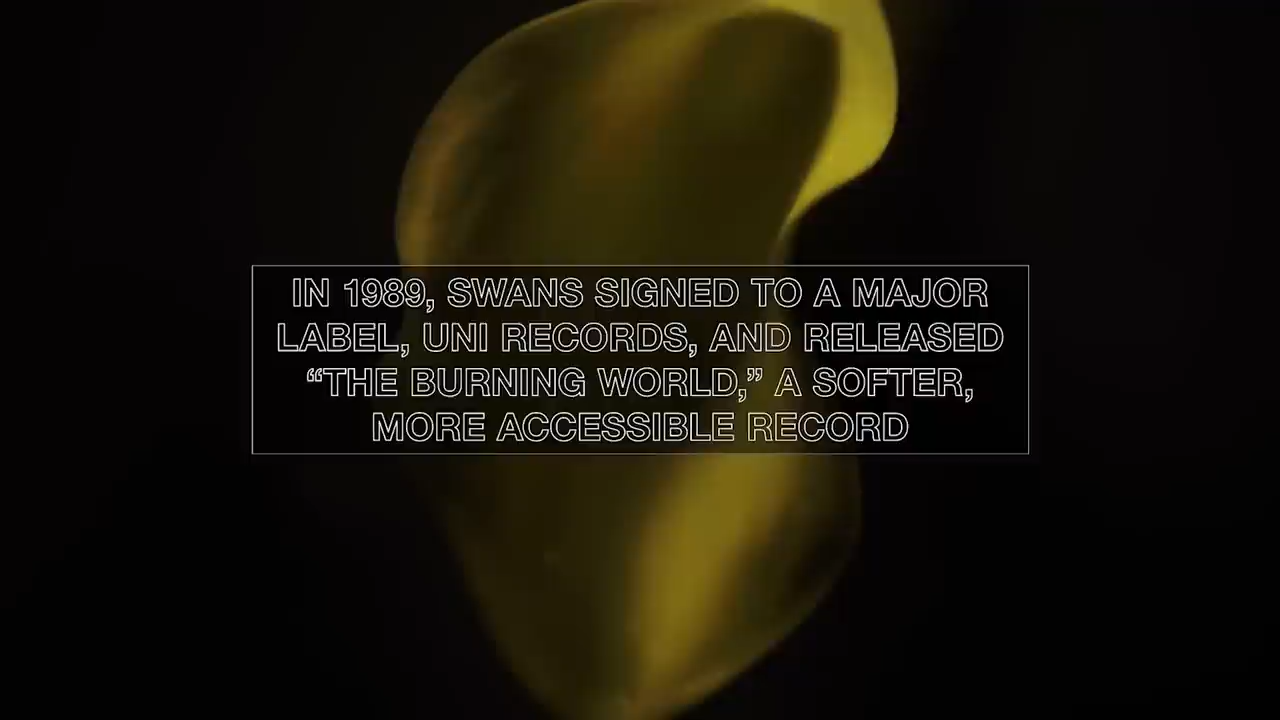 IN 1989, SWANS SIGNED TO A MAJOR
LABEL, UNI RECORDS, AND RELEASED
“THE BURNING WORLD,” A SOFTER,
MORE ACCESSIBLE RECORD